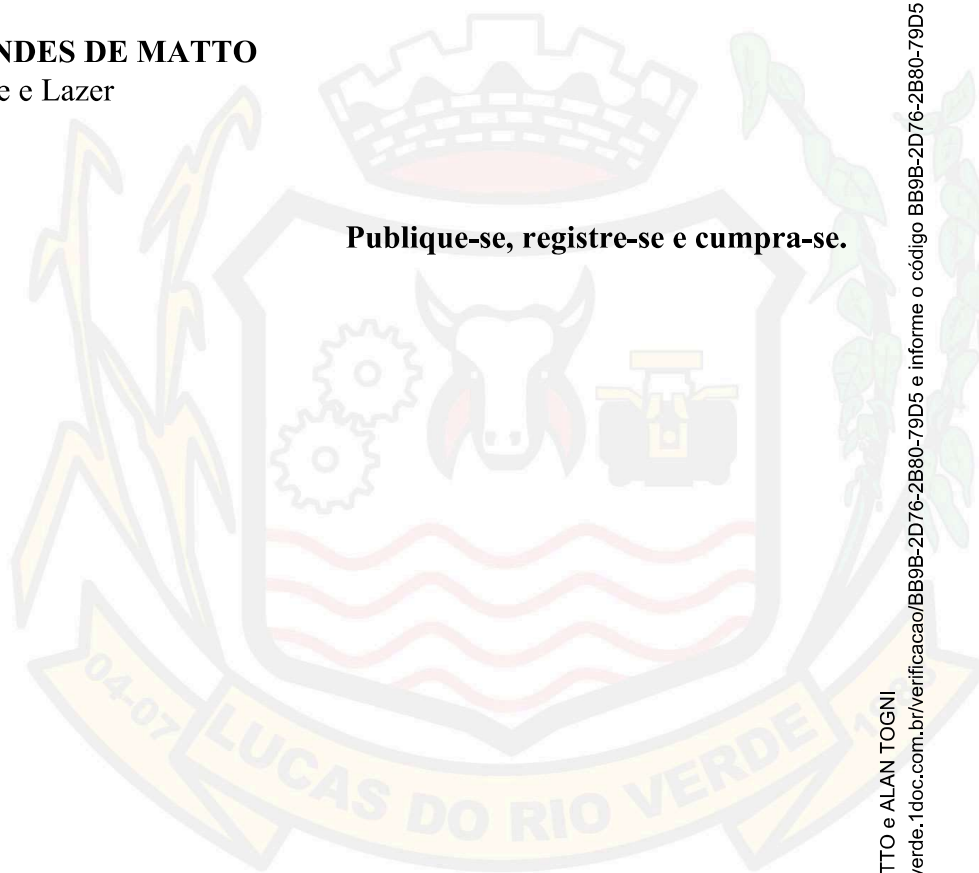 NDES DE MATTO
e e Lazer
Publique-se, registre-se e cumpra-se.
04-07
LUCAS DO RIO VERDE
TTO e ALAN TOGNI
verde.1doc.com.br/verificacao/BB9B-2D76-2B80-79D5 e informe o código BB9B-2D76-2B80-79D5